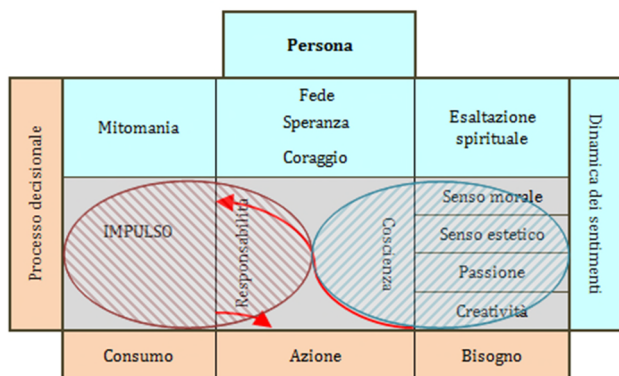 Persona
Processo decisionale
Mitomania
Fede
Speranza
Coraggio
Esaltazione
spirituale
Dinamica dei sentimenti
IMPULSO
Responsabilità
Coscienza
Senso morale
Senso estetico
Passione
Creatività
Consumo
Azione
Bisogno